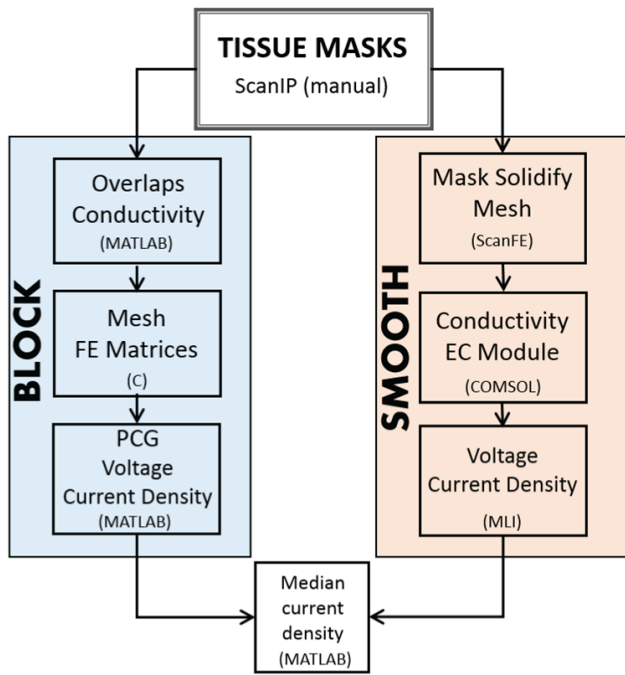 TISSUE MASKS
ScanIP (manual)
BLOCK
Overlaps
Conductivity
(MATLAB)
Mesh
FE Matrices
(C)
PCG
Voltage
Current Density
(MATLAB)
SMOOTH
Mask Solidify
Mesh
(ScanFE)
Conductivity
EC Module
(COMSOL)
Voltage
Current Density
(MLI)
Median
current
density
(MATLAB)